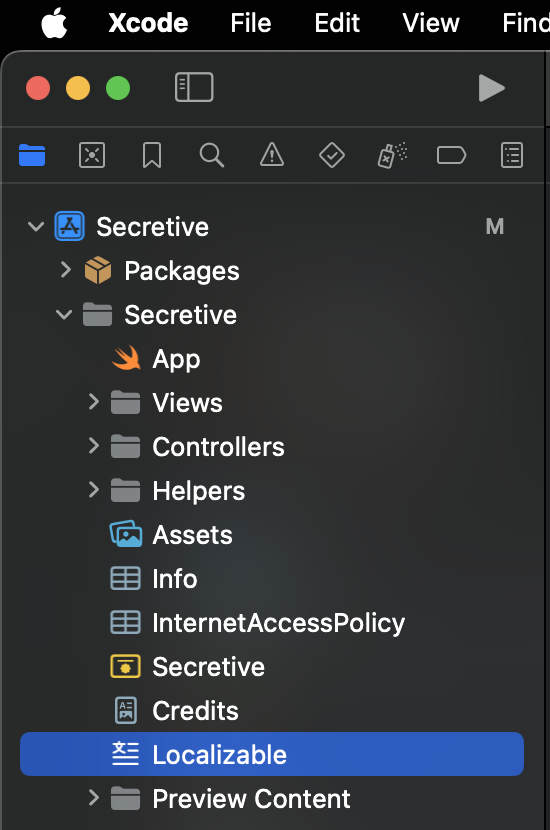 Xcode File Edit View Find
Secretive M
Packages
Secretive
App
Views
Controllers
Helpers
Assets
Info
InternetAccessPolicy
Secretive
Credits
Localizable
Preview Content